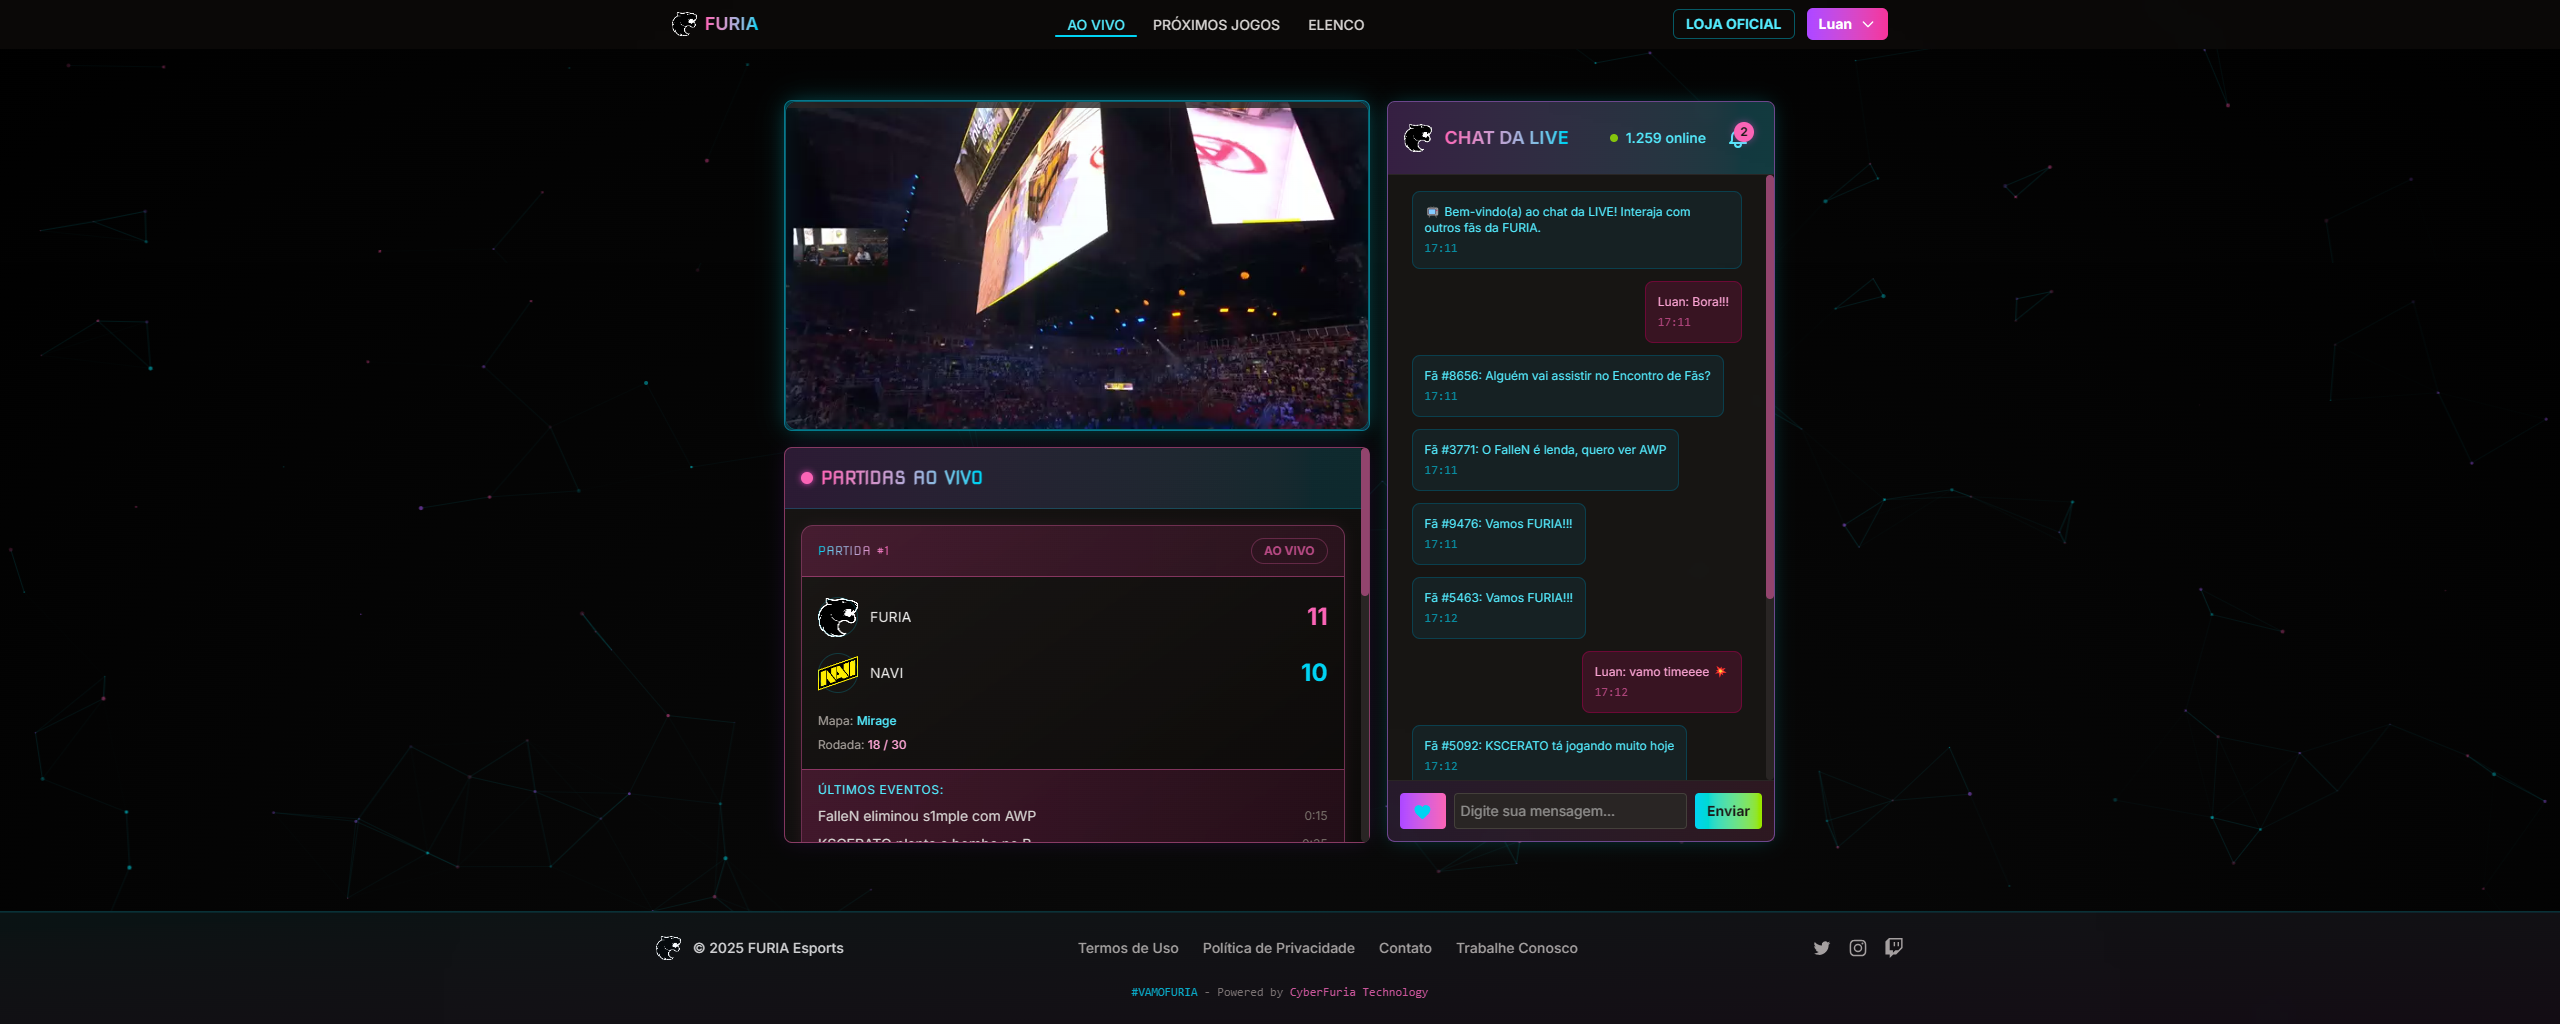 FURIA
AO VIVO
PRÓXIMOS JOGOS
ELENCO
LOJA OFICIAL
Luan
CHAT DA LIVE
1.259 online
2
Bem-vindo(a) ao chat da LIVE! Interaja com
outros fãs da FURIA.
17:11
Luan: Bora!!!
17:11
Fã #8656: Alguém vai assistir no Encontro de Fãs?
17:11
Fã #3771: O FalleN é lenda, quero ver AWP
17:11
Fã #9476: Vamos FURIA!!!
17:11
Fã #5463: Vamos FURIA!!!
17:12
Luan: vamo timeeee 💥
17:12
Fã #5092: KSCERATO tá jogando muito hoje
17:12
Digite sua mensagem...
Enviar
PARTIDAS AO VIVO
PARTIDA #1
AO VIVO
FURIA
11
NAVI
10
Mapa: Mirage
Rodada: 18 / 30
ÚLTIMOS EVENTOS:
FalleN eliminou s1mple com AWP
0:15
© 2025 FURIA Esports
Termos de Uso
Política de Privacidade
Contato
Trabalhe Conosco
#VAMOFURIA - Powered by CyberFuria Technology